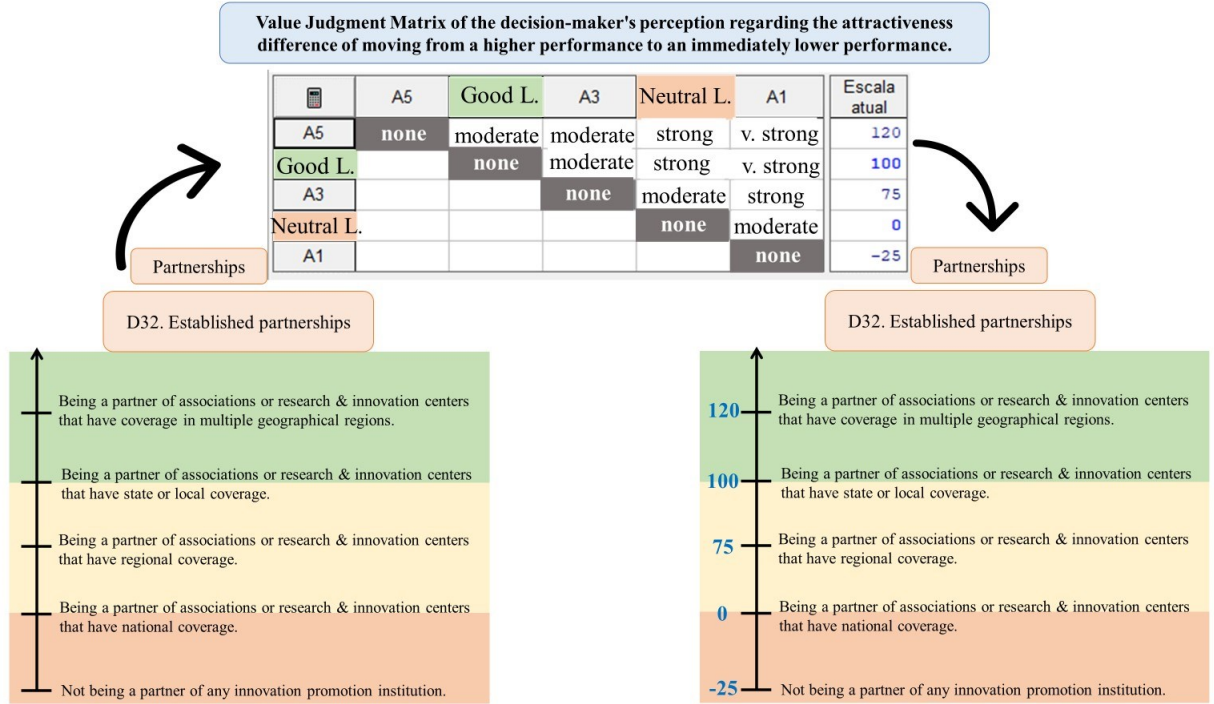 Value Judgment Matrix of the decision-maker's perception regarding the attractiveness
difference of moving from a higher performance to an immediately lower performance.
A5 Good L. A3 Neutral L. A1 Escala atual
A5 none moderate moderate strong v. strong 120
Good L. none moderate strong v. strong 100
A3 none moderate strong 75
Neutral L. none moderate 0
A1 none -25
Partnerships
D32. Established partnerships
Being a partner of associations or research & innovation centers
that have coverage in multiple geographical regions.
Being a partner of associations or research & innovation centers
that have state or local coverage.
Being a partner of associations or research & innovation centers
that have regional coverage.
Being a partner of associations or research & innovation centers
that have national coverage.
Not being a partner of any innovation promotion institution.
Partnerships
D32. Established partnerships
120
Being a partner of associations or research & innovation centers
that have coverage in multiple geographical regions.
100
Being a partner of associations or research & innovation centers
that have state or local coverage.
75
Being a partner of associations or research & innovation centers
that have regional coverage.
0
Being a partner of associations or research & innovation centers
that have national coverage.
-25
Not being a partner of any innovation promotion institution.